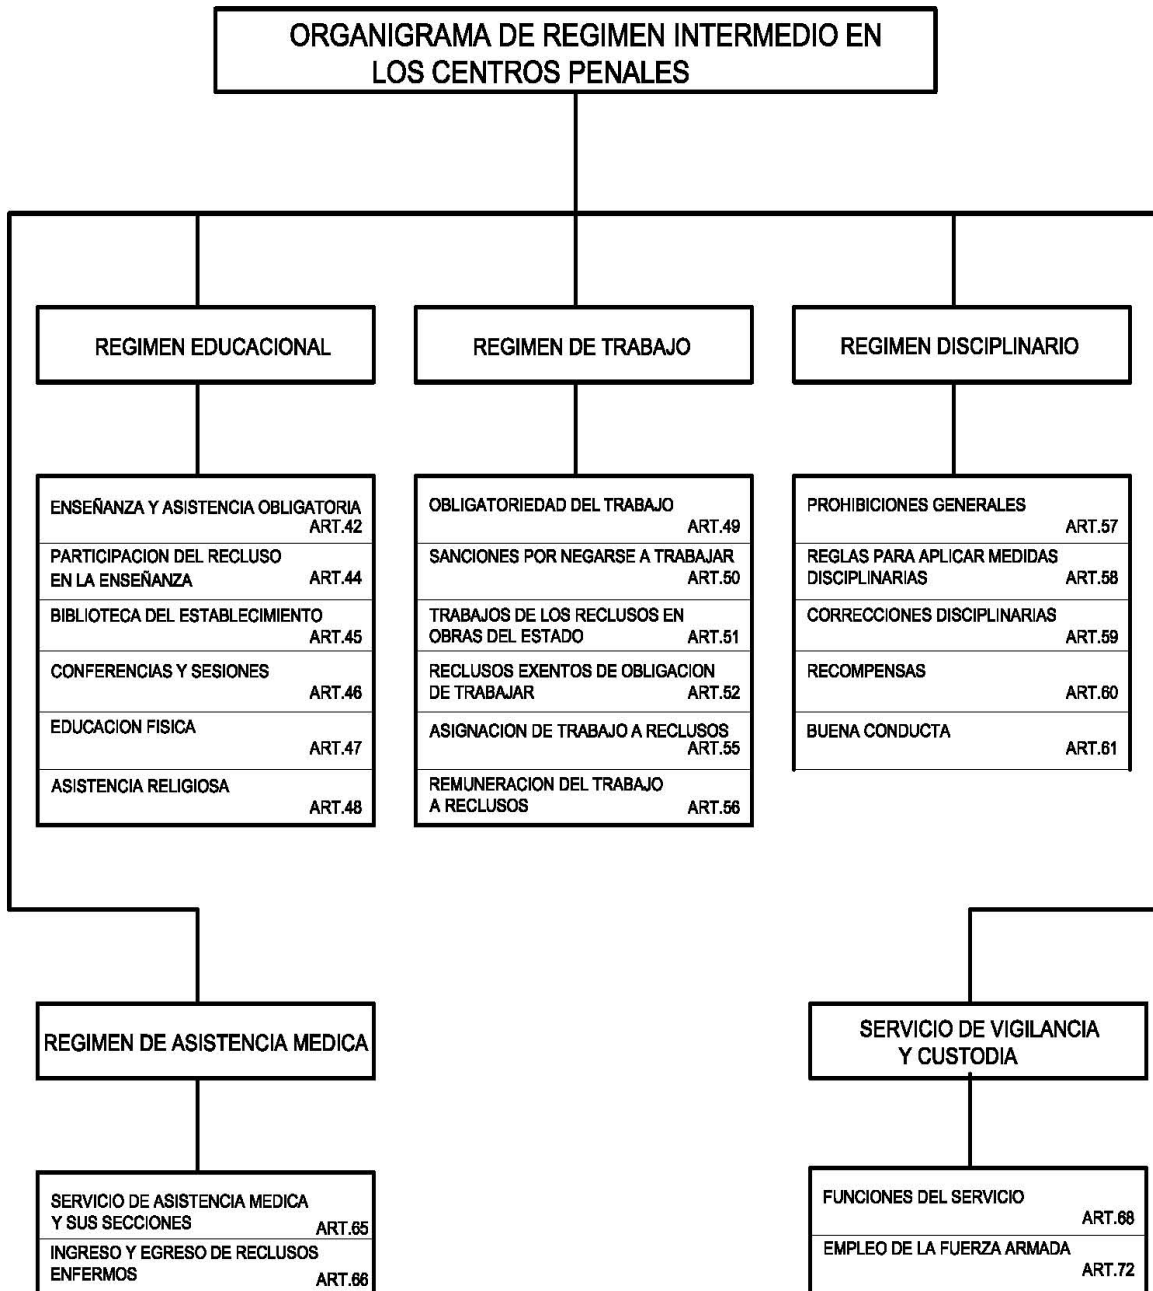 ORGANIGRAMA DE REGIMEN INTERMEDIO EN
LOS CENTROS PENALES
REGIMEN EDUCACIONAL
ENSEÑANZA Y ASISTENCIA OBLIGATORIA
ART.42
PARTICIPACION DEL RECLUSO
EN LA ENSEÑANZA ART.44
BIBLIOTECA DEL ESTABLECIMIENTO
ART.45
CONFERENCIAS Y SESIONES
ART.46
EDUCACION FISICA
ART.47
ASISTENCIA RELIGIOSA
ART.48
REGIMEN DE TRABAJO
OBLIGATORIEDAD DEL TRABAJO
ART.49
SANCIONES POR NEGARSE A TRABAJAR
ART.50
TRABAJOS DE LOS RECLUSOS EN
OBRAS DEL ESTADO ART.51
RECLUSOS EXENTOS DE OBLIGACION
DE TRABAJAR ART.52
ASIGNACION DE TRABAJO A RECLUSOS
ART.55
REMUNERACION DEL TRABAJO
A RECLUSOS ART.56
REGIMEN DISCIPLINARIO
PROHIBICIONES GENERALES
ART.57
REGLAS PARA APLICAR MEDIDAS
DISCIPLINARIAS ART.58
CORRECCIONES DISCIPLINARIAS
ART.59
RECOMPENSAS
ART.60
BUENA CONDUCTA
ART.61
REGIMEN DE ASISTENCIA MEDICA
SERVICIO DE ASISTENCIA MEDICA
Y SUS SECCIONES ART.65
INGRESO Y EGRESO DE RECLUSOS
ENFERMOS ART.66
SERVICIO DE VIGILANCIA
Y CUSTODIA
FUNCIONES DEL SERVICIO
ART.68
EMPLEO DE LA FUERZA ARMADA
ART.72